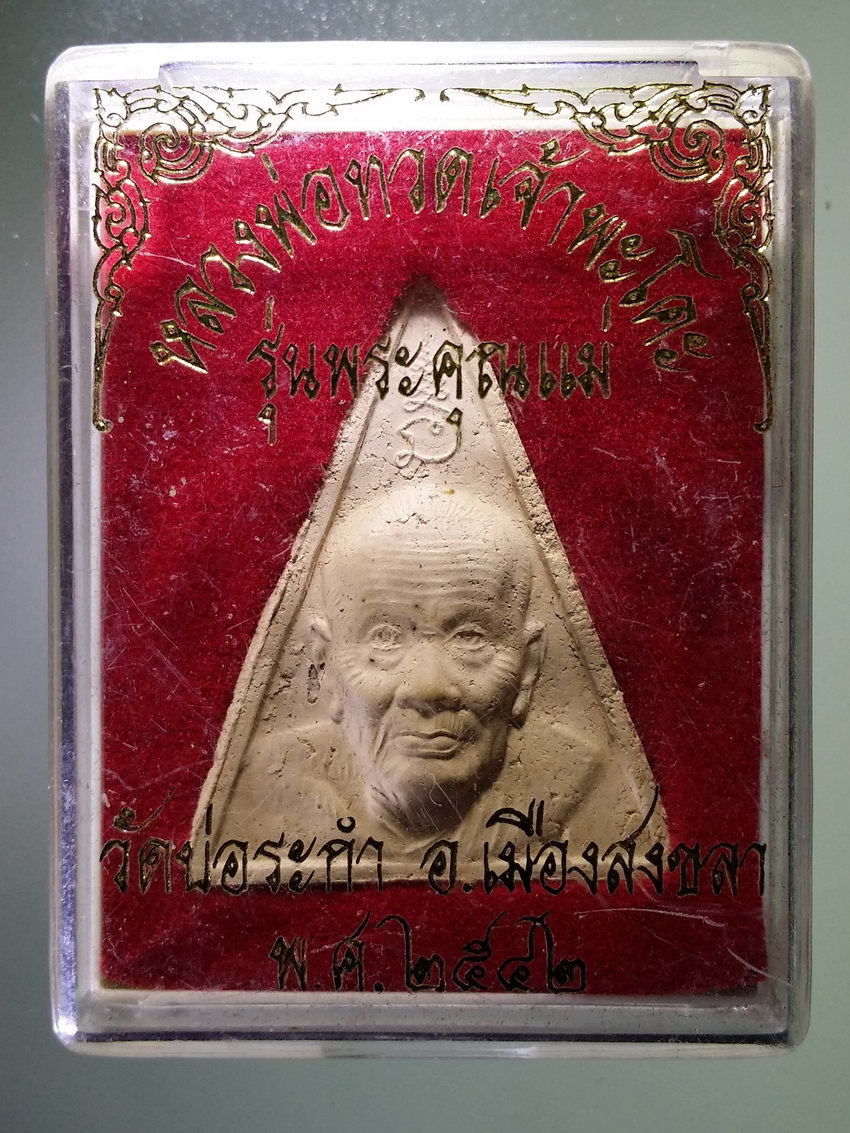 หลวงพ่อทวดเจ้าพะโคะ
รุ่นพระคุณแม่
วัดบ่อระกำ อ.เมืองสงขลา
พ.ศ.๒๕๔๒